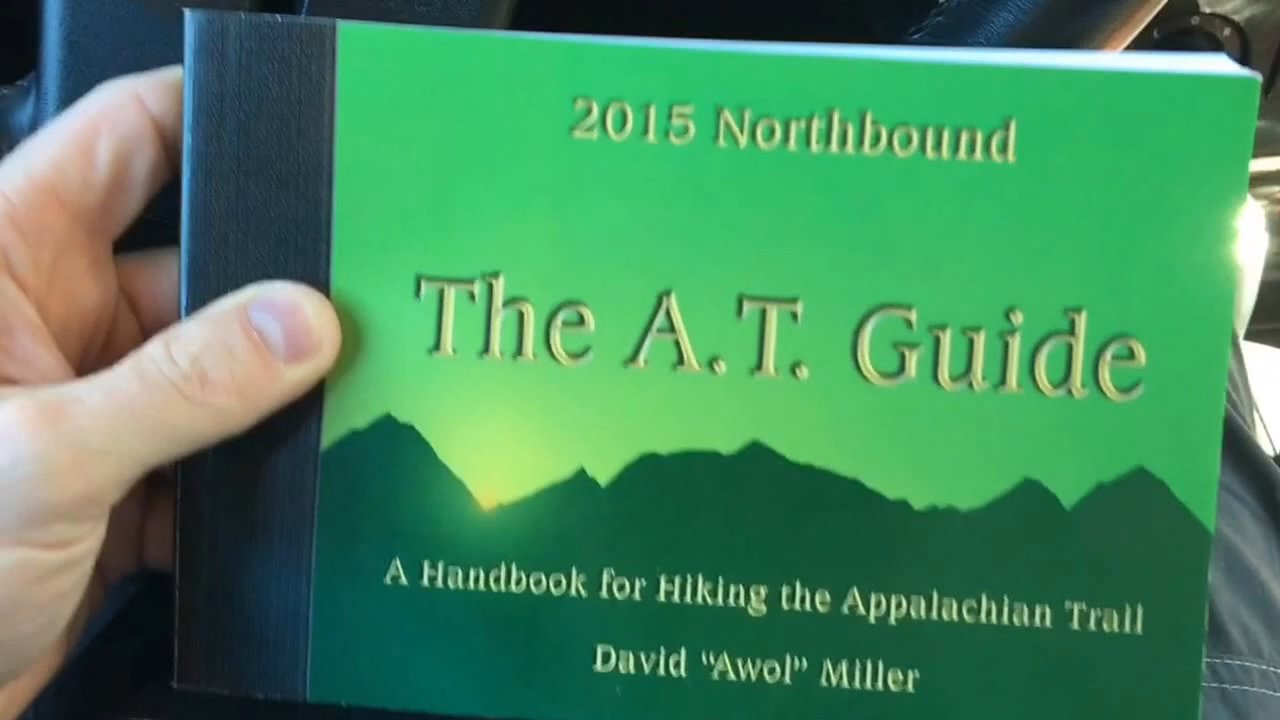 2015 Northbound
The A.T. Guide
A Handbook for Hiking the Appalachian Trail
David “Awol” Miller